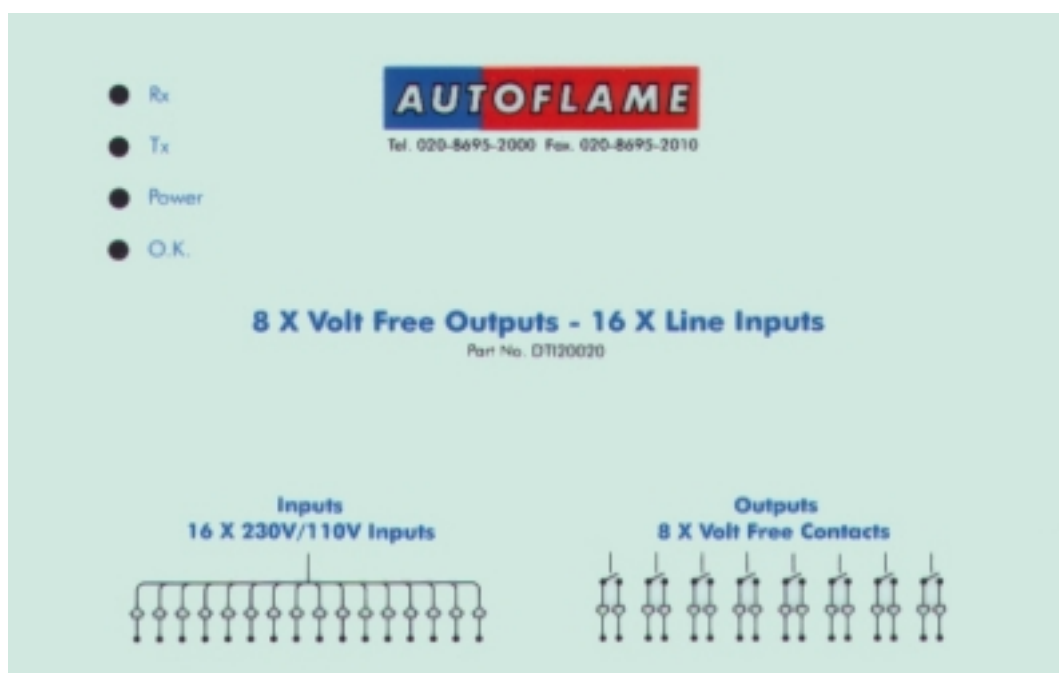 Rx
Tx
Power
O.K.
AUTOFLAME
Tel. 020-8695-2000 Fax. 020-8695-2010
8 X Volt Free Outputs - 16 X Line Inputs
Part No. DTI20020
Inputs
16 X 230V/110V Inputs
Outputs
8 X Volt Free Contacts